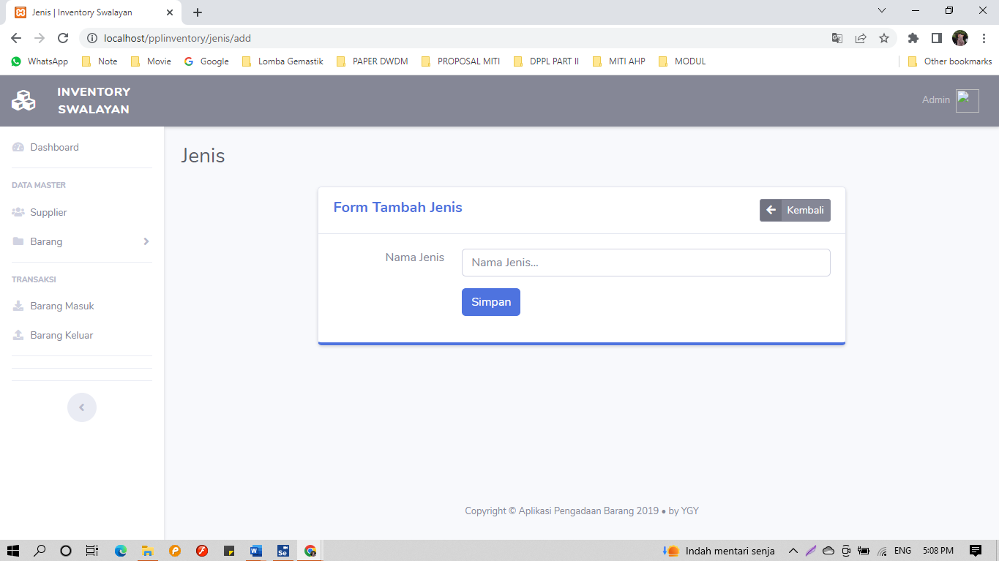 Jenis | Inventory Swalayan
localhost/pplinventory/jenis/add
WhatsApp Note Movie Google Lomba Gemastik PAPER DWDM PROPOSAL MITI DPPL PART II MITI AHP MODUL Other bookmarks
INVENTORY
SWALAYAN
Admin
Dashboard
DATA MASTER
Supplier
Barang
TRANSAKSI
Barang Masuk
Barang Keluar
Jenis
Form Tambah Jenis
Kembali
Nama Jenis
Nama Jenis...
Simpan
Copyright © Aplikasi Pengadaan Barang 2019 • by YGY
Indah mentari senja ENG 5:08 PM